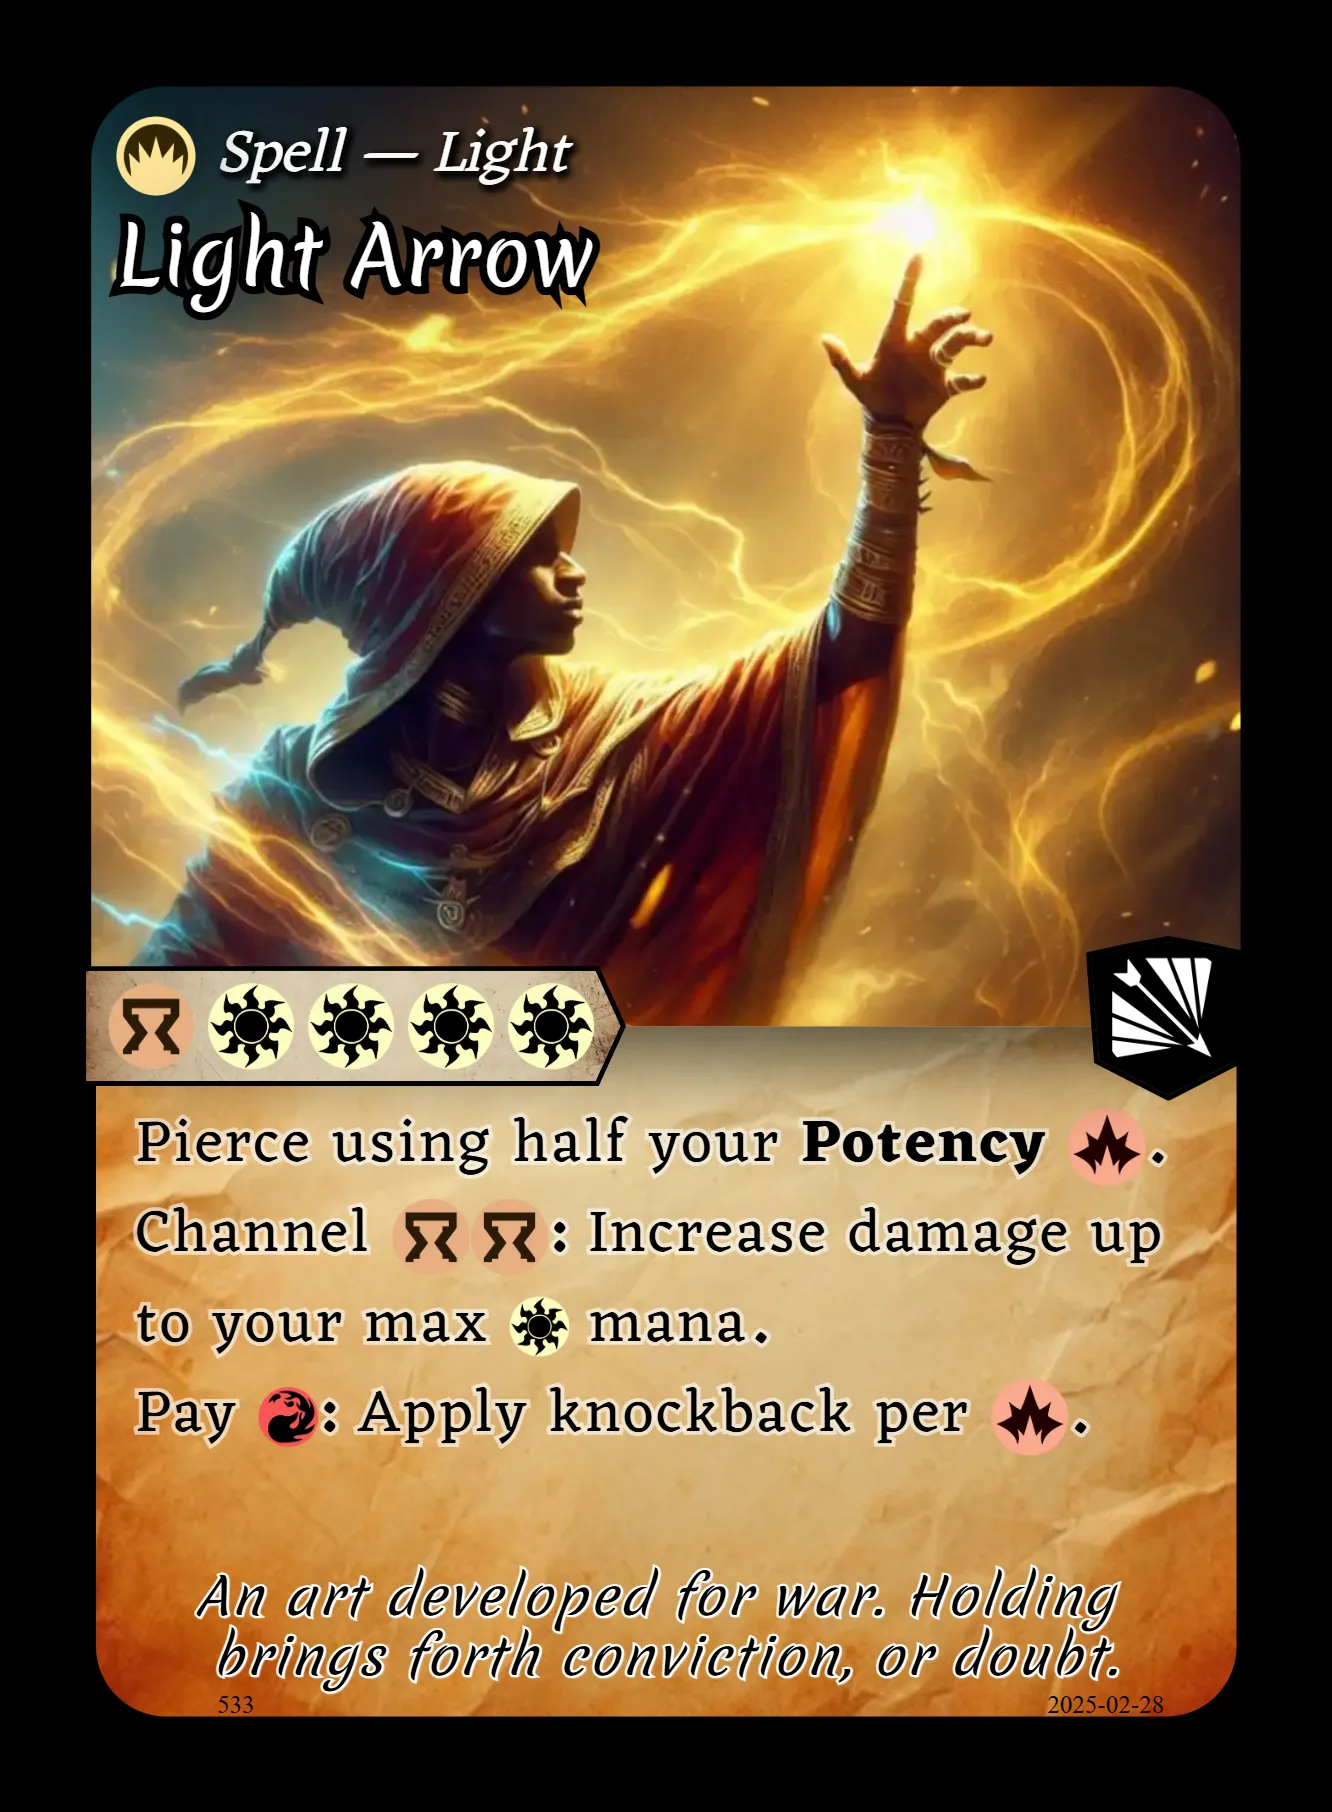 Spell — Light
Light Arrow
Pierce using half your Potency .
Channel : Increase damage up
to your max mana.
Pay : Apply knockback per .
An art developed for war. Holding
brings forth conviction, or doubt.
533
2025-02-28